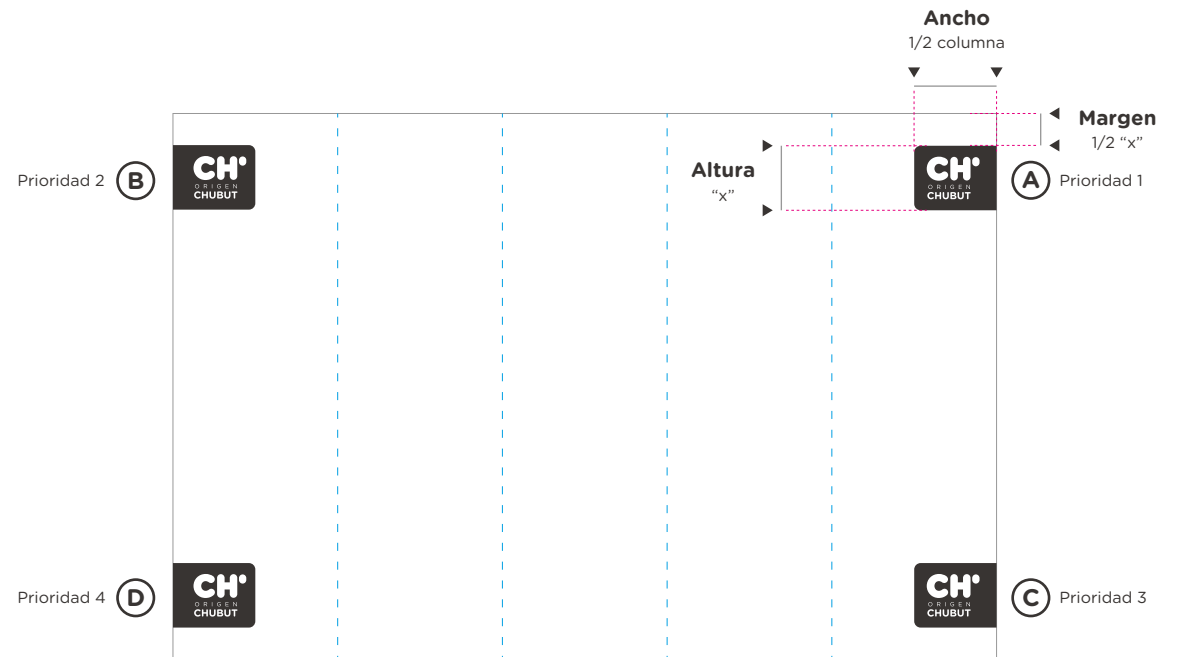 Ancho
1/2 columna
Margen
1/2 “x”
Prioridad 2
B
CH
ORIGEN
CHUBUT
Altura
“x”
CH
ORIGEN
CHUBUT
A
Prioridad 1
Prioridad 4
D
CH
ORIGEN
CHUBUT
CH
ORIGEN
CHUBUT
C
Prioridad 3